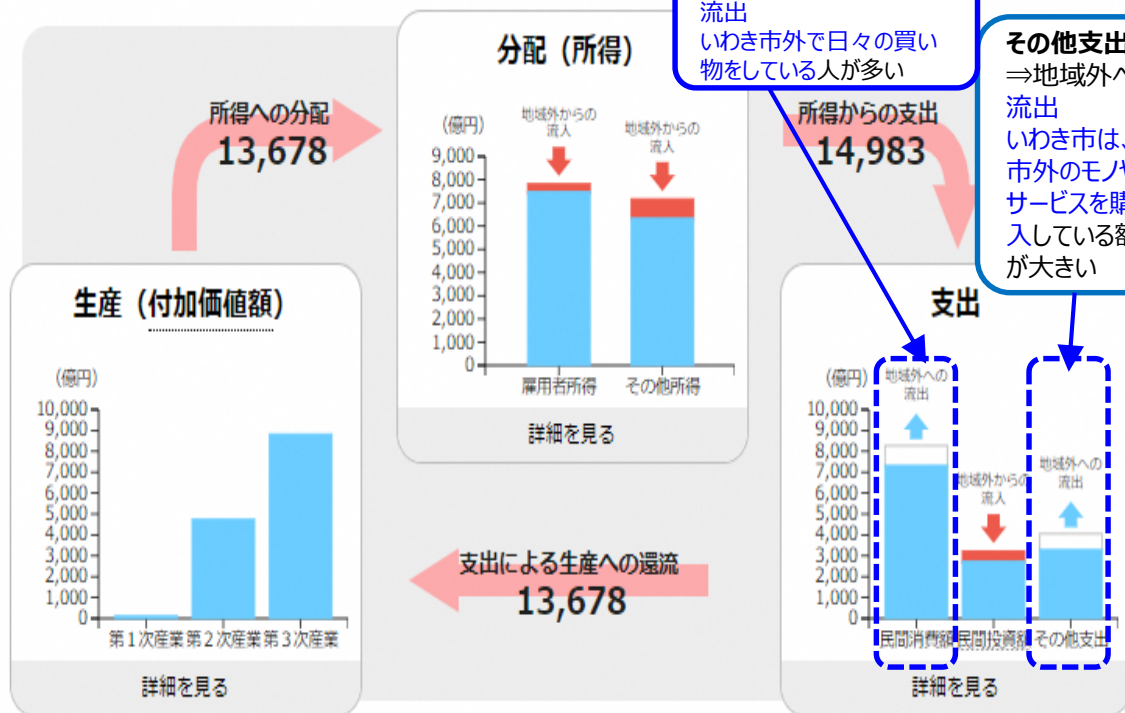 流出
いわき市外で日々の買い
物をしている人が多い
その他支出
⇒地域外へ
流出
いわき市は、
市外のモノや
サービスを購
入している額
が大きい
分配（所得）
（億円）
地域外からの
流入
地域外からの
流入
9,000
8,000
7,000
6,000
5,000
4,000
3,000
2,000
1,000
0
雇用者所得
その他所得
詳細を見る
所得への分配
13,678
所得からの支出
14,983
生産（付加価値額）
（億円）
10,000
9,000
8,000
7,000
6,000
5,000
4,000
3,000
2,000
1,000
0
第１次産業
第２次産業
第３次産業
詳細を見る
支出による生産への還流
13,678
支出
（億円）
地域外への
流出
地域外からの
流入
地域外への
流出
10,000
9,000
8,000
7,000
6,000
5,000
4,000
3,000
2,000
1,000
0
民間消費額
民間投資額
その他支出
詳細を見る